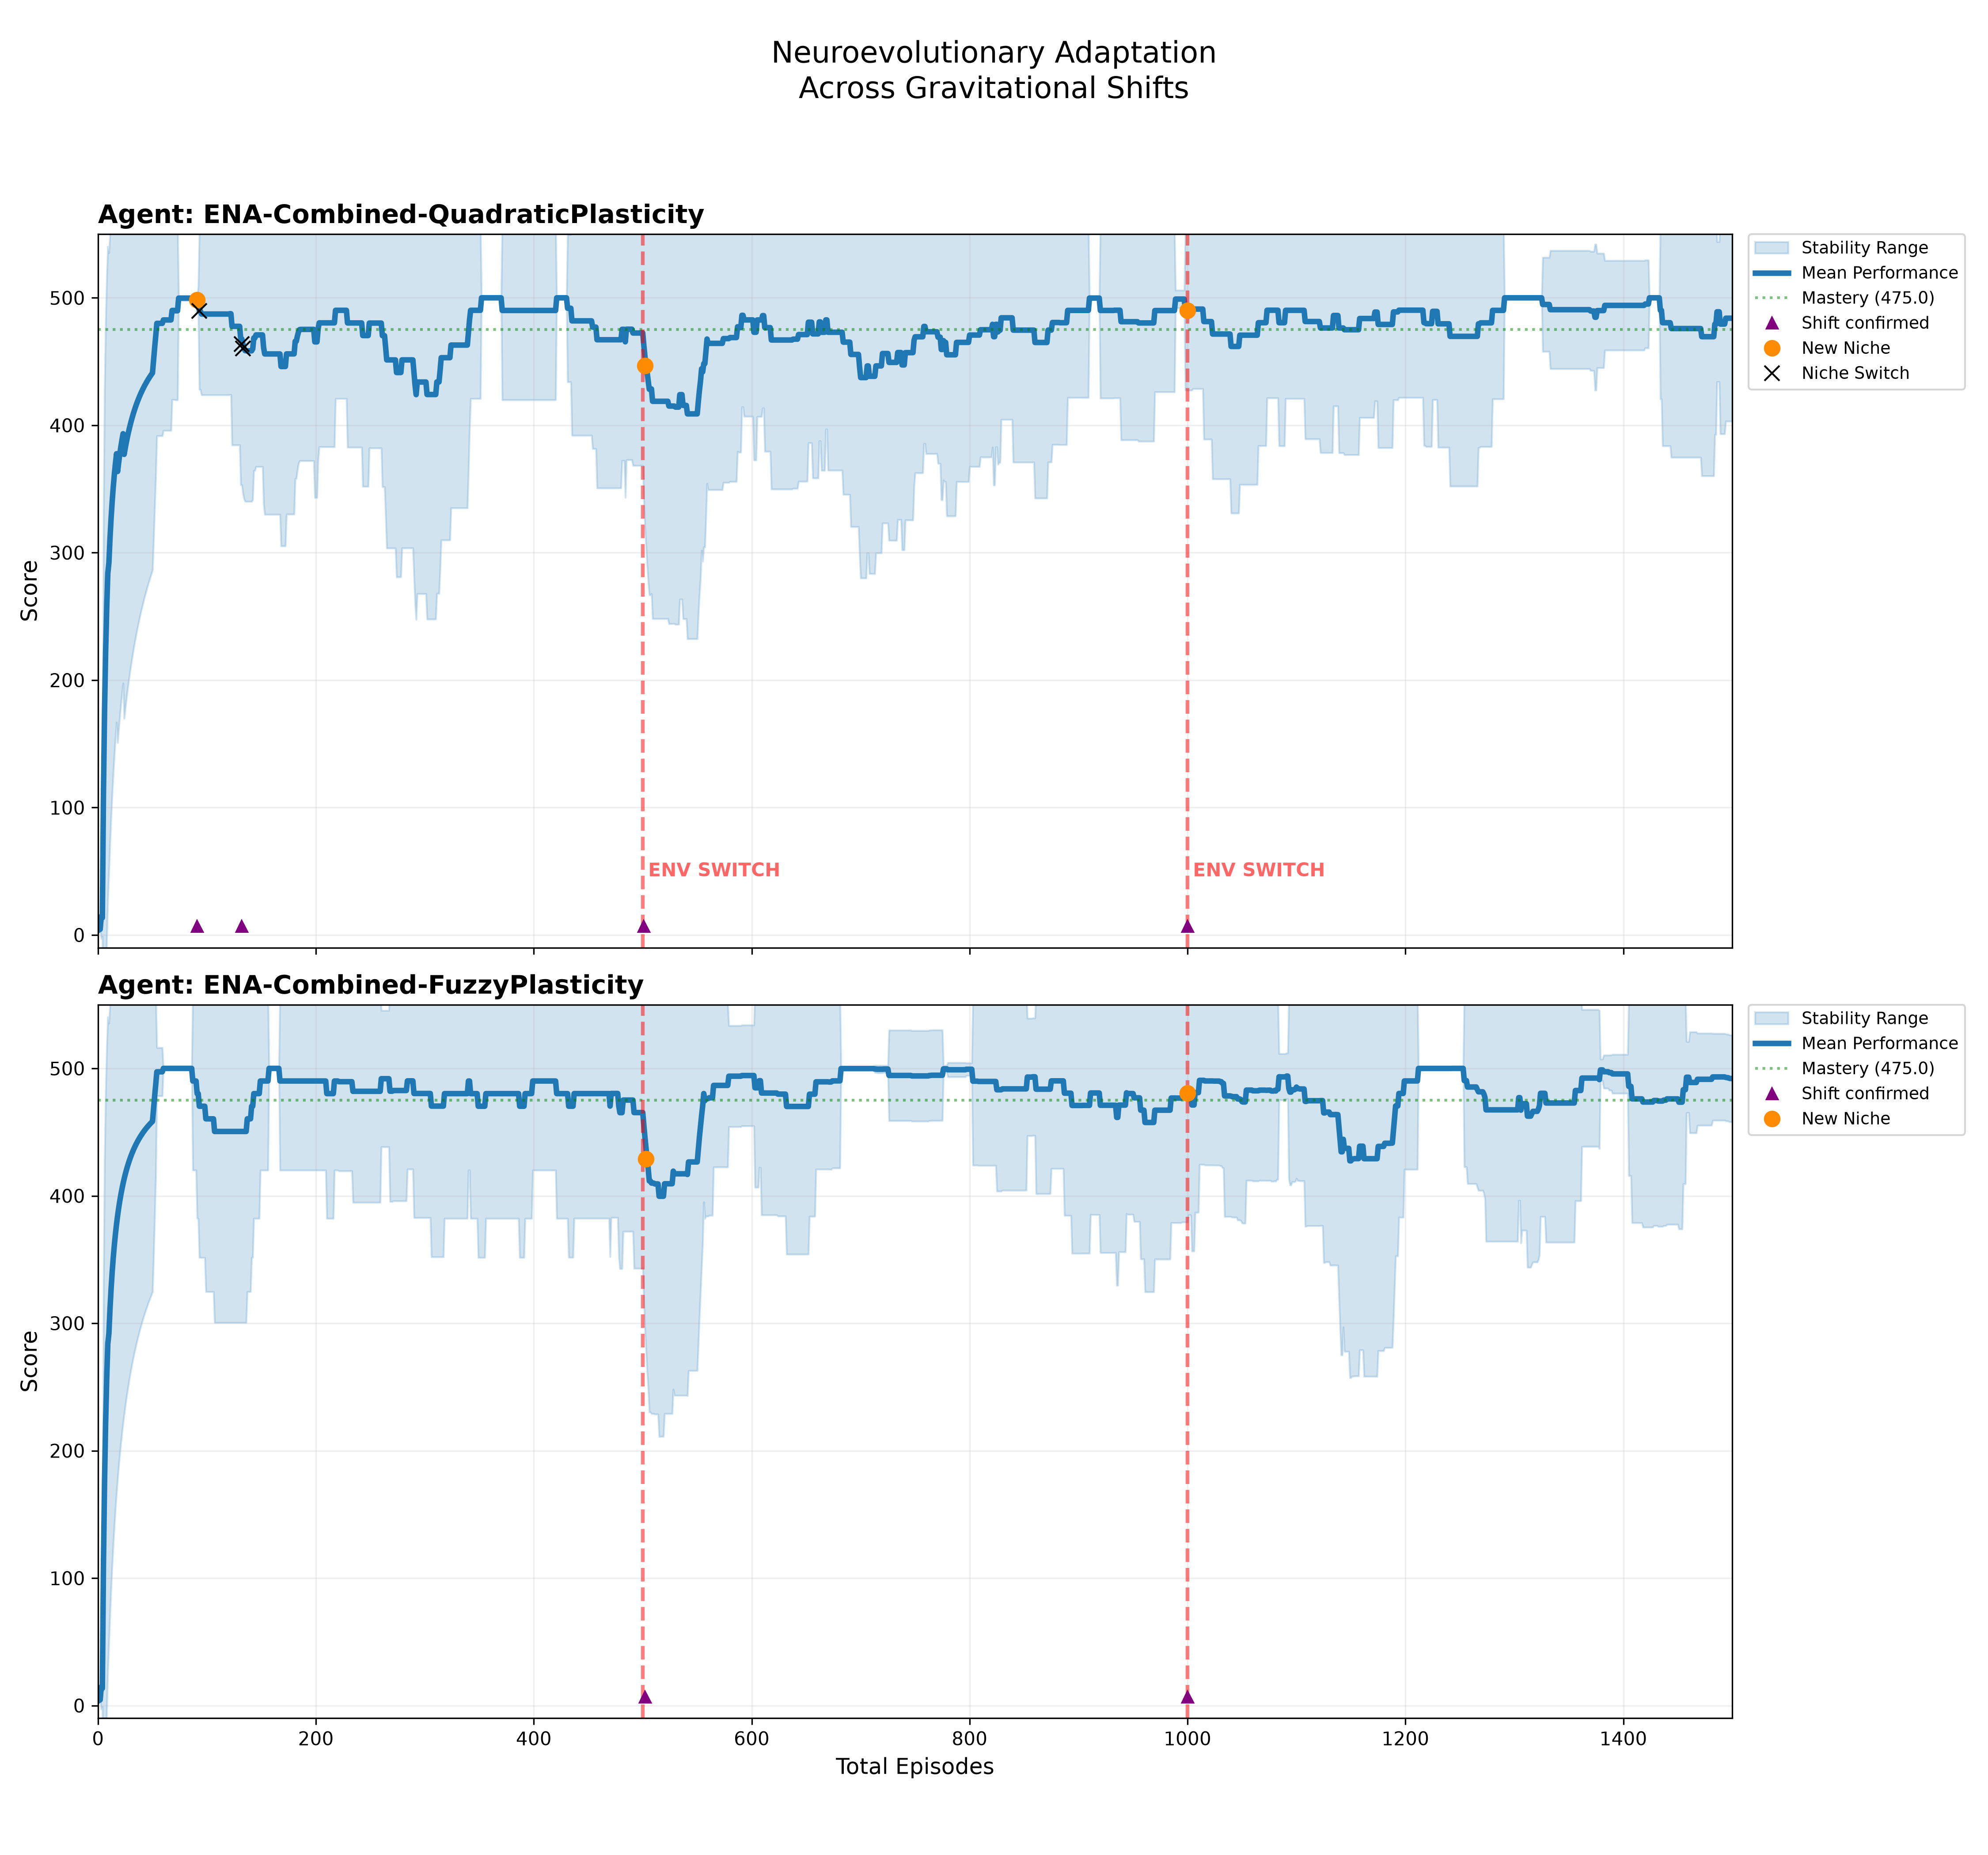 Neuroevolutionary Adaptation
Across Gravitational Shifts
Agent: ENA-Combined-QuadraticPlasticity
Stability Range
Mean Performance
Mastery (475.0)
Shift confirmed
New Niche
Niche Switch
500
400
300
200
100
0
Score
ENV SWITCH
ENV SWITCH
Agent: ENA-Combined-FuzzyPlasticity
Stability Range
Mean Performance
Mastery (475.0)
Shift confirmed
New Niche
500
400
300
200
100
0
Score
0 200 400 600 800 1000 1200 1400
Total Episodes